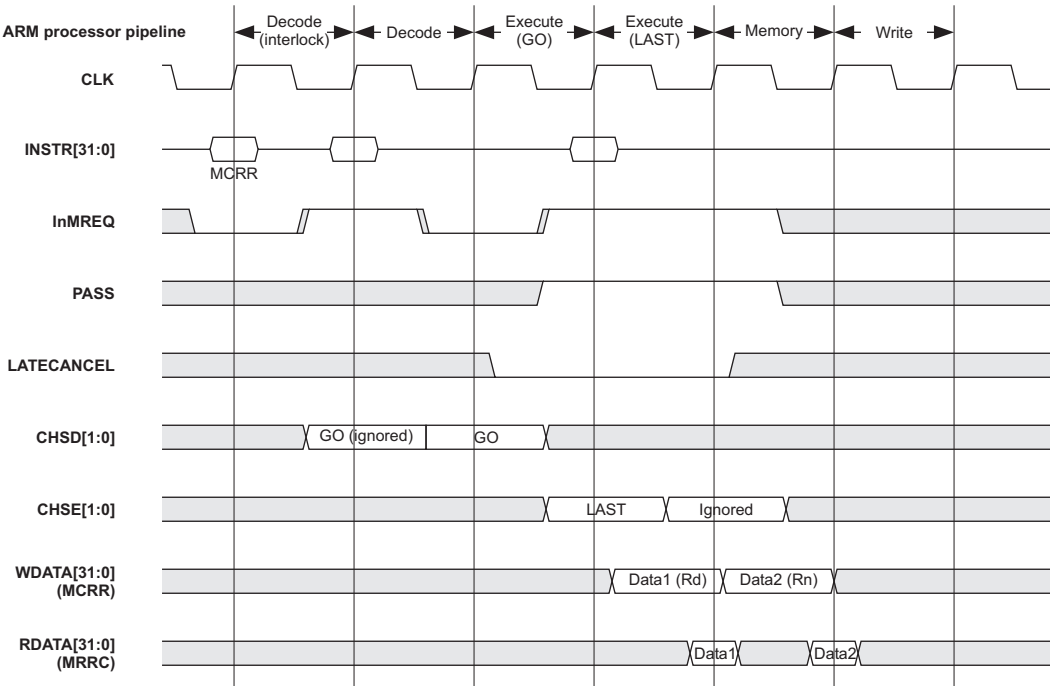 ARM processor pipeline
Decode
(interlock)
Decode
Execute
(GO)
Execute
(LAST)
Memory
Write
CLK
INSTR[31:0]
MCRR
InMREQ
PASS
LATECANCEL
CHSD[1:0]
GO (ignored)
GO
CHSE[1:0]
LAST
Ignored
WDATA[31:0]
(MCRR)
Data1 (Rd)
Data2 (Rn)
RDATA[31:0]
(MRRC)
Data1
Data2